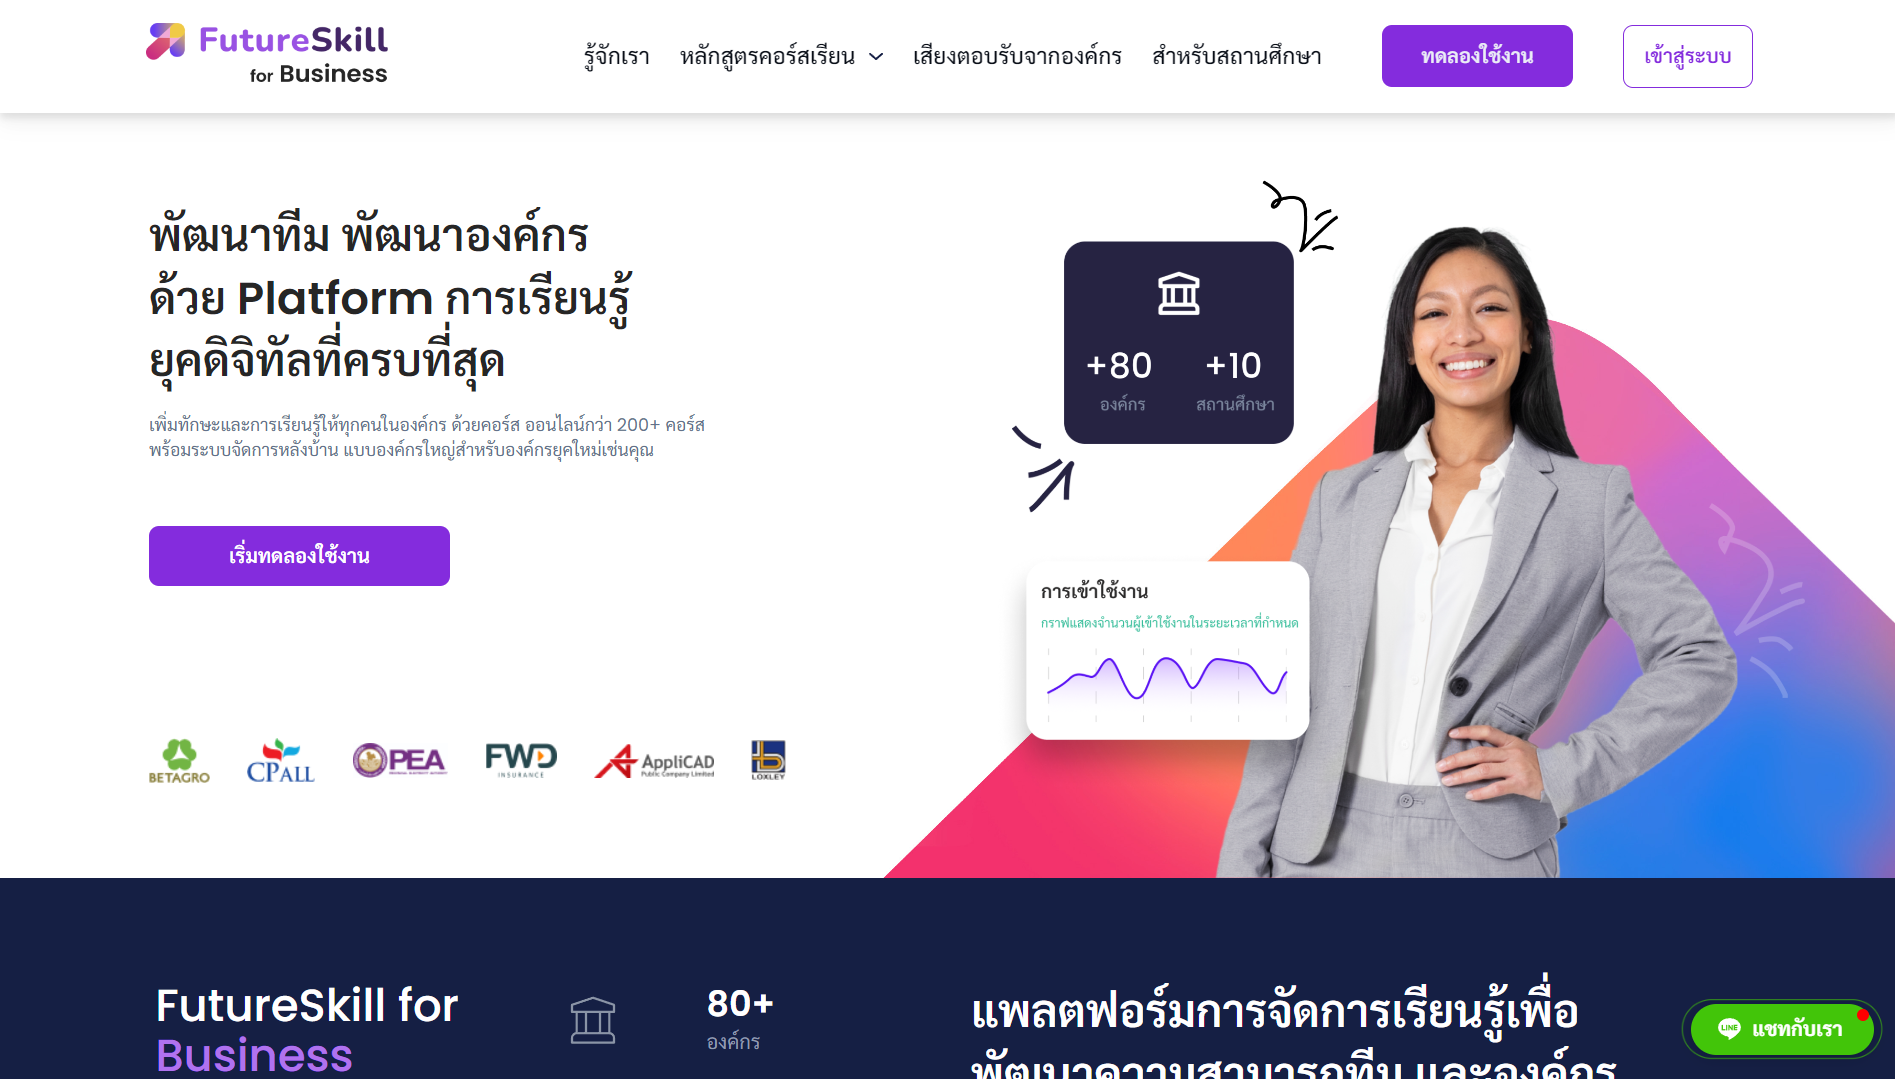 FutureSkill
for Business
รู้จักเรา
หลักสูตรคอร์สเรียน
เสียงตอบรับจากองค์กร
สำหรับสถานศึกษา
ทดลองใช้งาน
เข้าสู่ระบบ
พัฒนาทีม พัฒนาองค์กร
ด้วย Platform การเรียนรู้
ยุคดิจิทัลที่ครบที่สุด
เพิ่มทักษะและการเรียนรู้ให้ทุกคนในองค์กร ด้วยคอร์ส ออนไลน์กว่า 200+ คอร์ส
พร้อมระบบจัดการหลังบ้าน แบบองค์กรใหญ่สำหรับองค์กรยุคใหม่เช่นคุณ
เริ่มทดลองใช้งาน
+80
องค์กร
+10
สถานศึกษา
การเข้าใช้งาน
กราฟแสดงจำนวนผู้เข้าใช้งานในระยะเวลาที่กำหนด
BETAGRO
CPALL
PEA
FWD
INSURANCE
AppliCAD
Public Company Limited
LOXLEY
FutureSkill for
Business
80+
องค์กร
แพลตฟอร์มการจัดการเรียนรู้เพื่อ
พัฒนาความสามารถทีม และองค์กร
LINE
แชทกับเรา